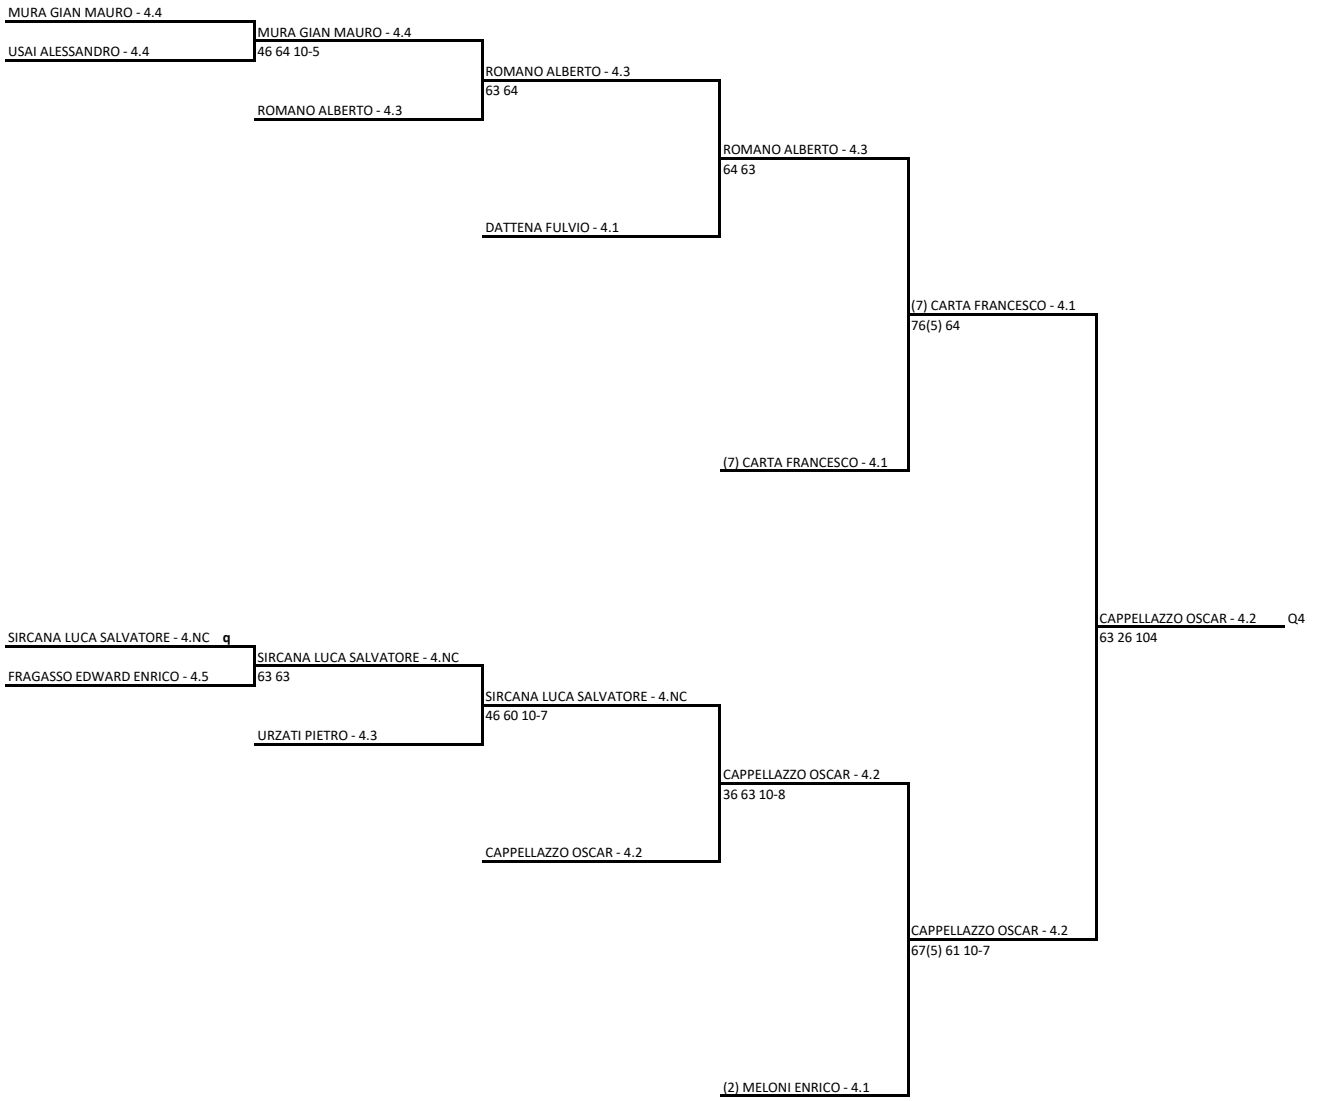 MURA GIAN MAURO - 4.4
MURA GIAN MAURO - 4.4
USAI ALESSANDRO - 4.4
46 64 10-5
ROMANO ALBERTO - 4.3
63 64
ROMANO ALBERTO - 4.3
ROMANO ALBERTO - 4.3
64 63
DATTENA FULVIO - 4.1
(7) CARTA FRANCESCO - 4.1
76(5) 64
(7) CARTA FRANCESCO - 4.1
CAPPELLAZZO OSCAR - 4.2 Q4
63 26 104
SIRCANA LUCA SALVATORE - 4.NC q
SIRCANA LUCA SALVATORE - 4.NC
FRAGASSO EDWARD ENRICO - 4.5
63 63
SIRCANA LUCA SALVATORE - 4.NC
46 60 10-7
URZATI PIETRO - 4.3
CAPPELLAZZO OSCAR - 4.2
36 63 10-8
CAPPELLAZZO OSCAR - 4.2
CAPPELLAZZO OSCAR - 4.2
67(5) 61 10-7
(2) MELONI ENRICO - 4.1